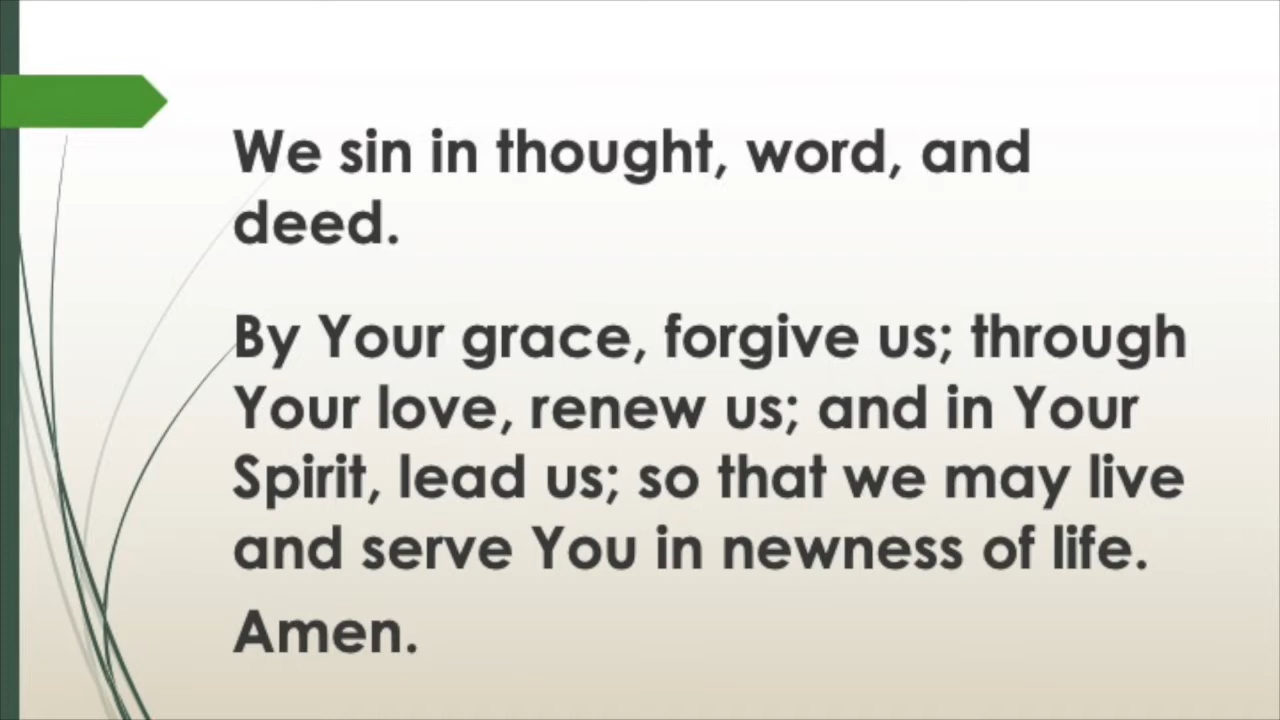 We sin in thought, word, and
deed.
By Your grace, forgive us; through
Your love, renew us; and in Your
Spirit, lead us; so that we may live
and serve You in newness of life.
Amen.